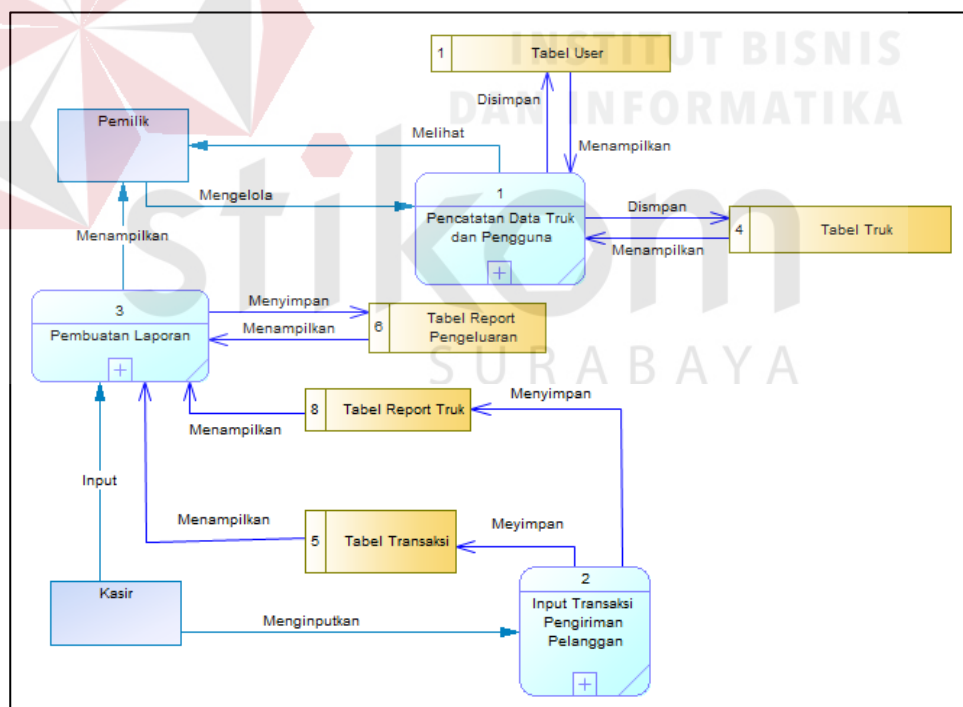 INSTITUT BISNIS
DAN INFORMATIKA
stikom
SURABAYA
1 Tabel User
Disimpan
Menampilkan
Pemilik
Melihat
Mengelola
1
Pencatatan Data Truk
dan Pengguna
Dismpan
Menampilkan
4 Tabel Truk
Menampilkan
3
Pembuatan Laporan
Menyimpan
Menampilkan
6 Tabel Report
Pengeluaran
8 Tabel Report Truk
Menyimpan
Menampilkan
Input
Menampilkan
5 Tabel Transaksi
Meyimpan
Kasir
Menginputkan
2
Input Transaksi
Pengiriman
Pelanggan